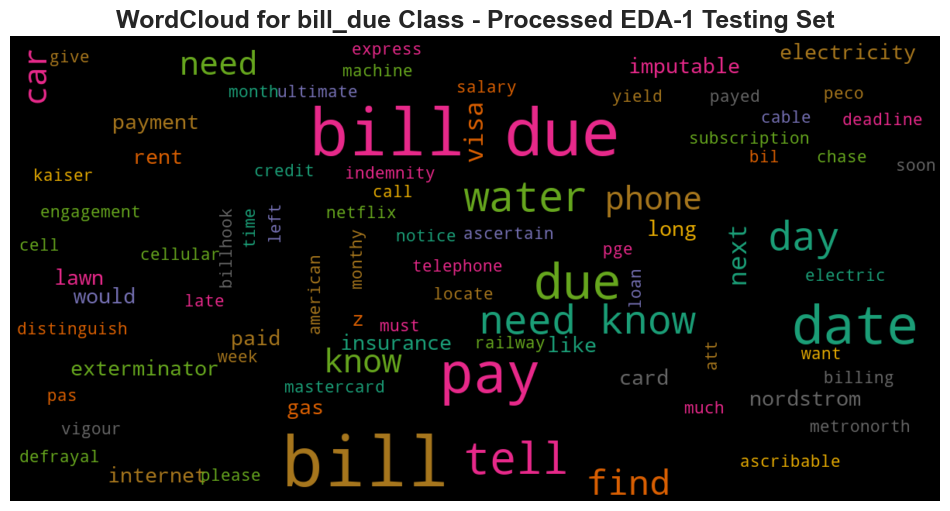 WordCloud for bill_due Class - Processed EDA-1 Testing Set
car
give
need
express
machine
month
ultimate
salary
imputable
electricity
yield
payed
peco
cable
deadline
payment
bill due
visa
subscription
rent
bil
chase
soon
kaiser
credit
indemnity
call
water
phone
engagement
billhook
time
left
netflix
long
day
cell
cellular
notice
ascertain
pge
next
lawn
american
monthy
telephone
due
loan
electric
would
late
locate
date
distinguish
z
must
need know
paid
insurance
railway
like
att
want
week
exterminator
know
pay
card
billing
pas
mastercard
nordstrom
gas
much
vigour
metronorth
defrayal
bill
tell
ascribable
internet
please
find